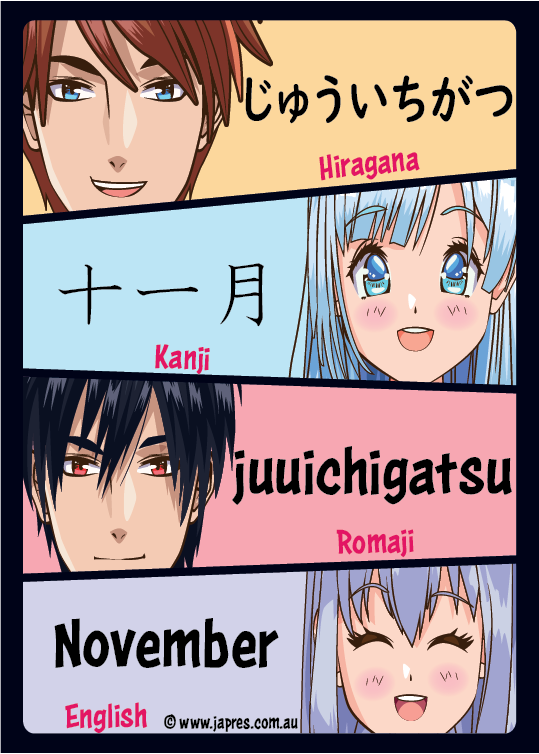 じゅういちがつ
Hiragana
十一月
Kanji
juuichigatsu
Romaji
November
English
© www.japres.com.au